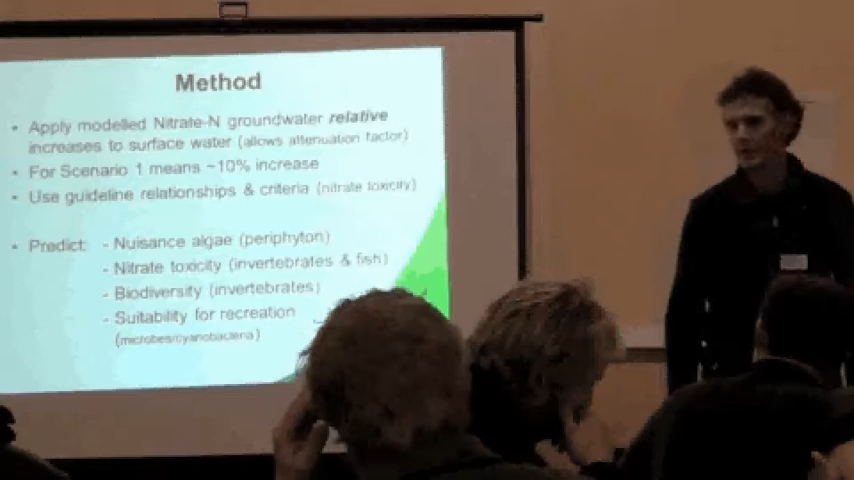 Method
• Apply modelled Nitrate-N groundwater relative
increases to surface water (allows attenuation factor)
• For Scenario 1 means ~10% increase
• Use guideline relationships & criteria (nitrate toxicity)
• Predict: - Nuisance algae (periphyton)
- Nitrate toxicity (invertebrates & fish)
- Biodiversity (invertebrates)
- Suitability for recreation
(microbes/cyanobacteria)